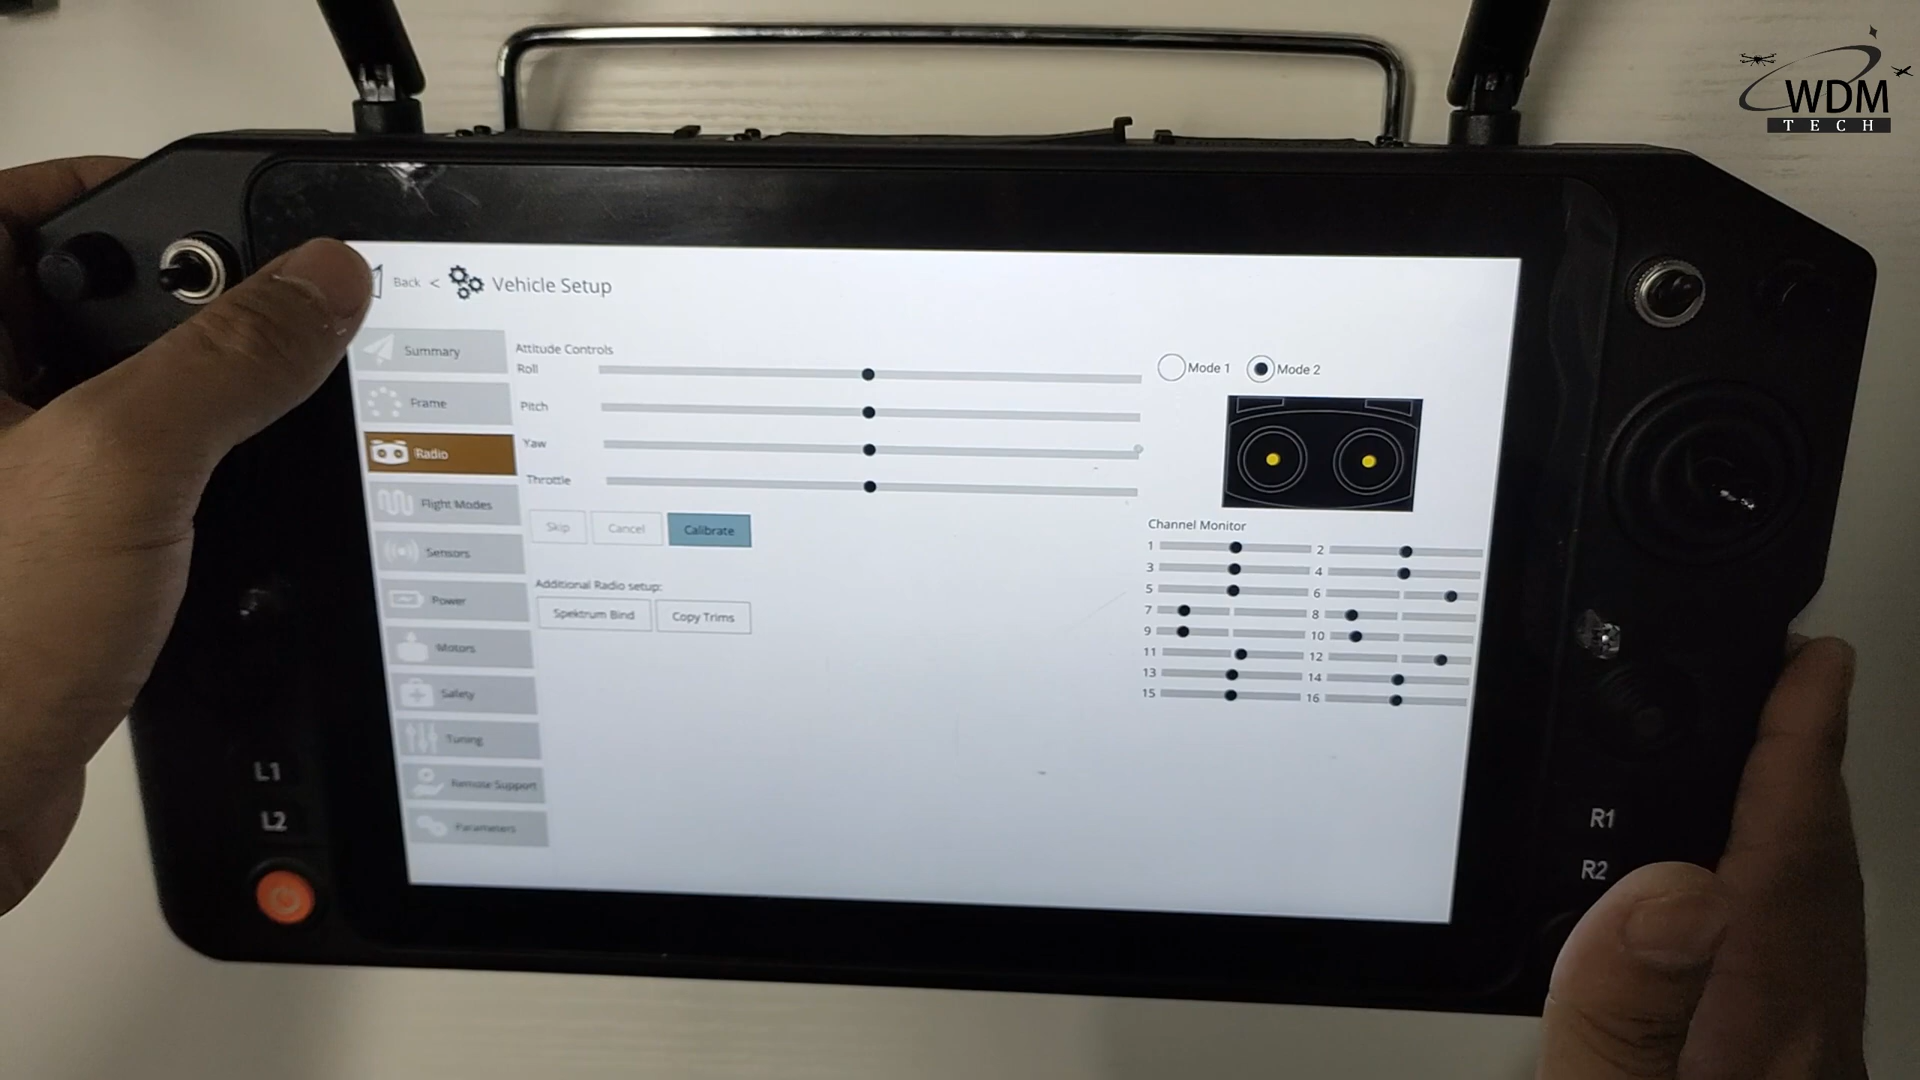 WDM
TECH
Back < Vehicle Setup
Summary
Frame
Radio
Flight Modes
Sensors
Power
Motors
Safety
Tuning
Remote Support
Parameters
Attitude Controls
Roll
Pitch
Yaw
Throttle
Skip Cancel Calibrate
Additional Radio setup:
Spektrum Bind Copy Trims
Mode 1 Mode 2
Channel Monitor
1 2
3 4
5 6
7 8
9 10
11 12
13 14
15 16
L1
L2
R1
R2